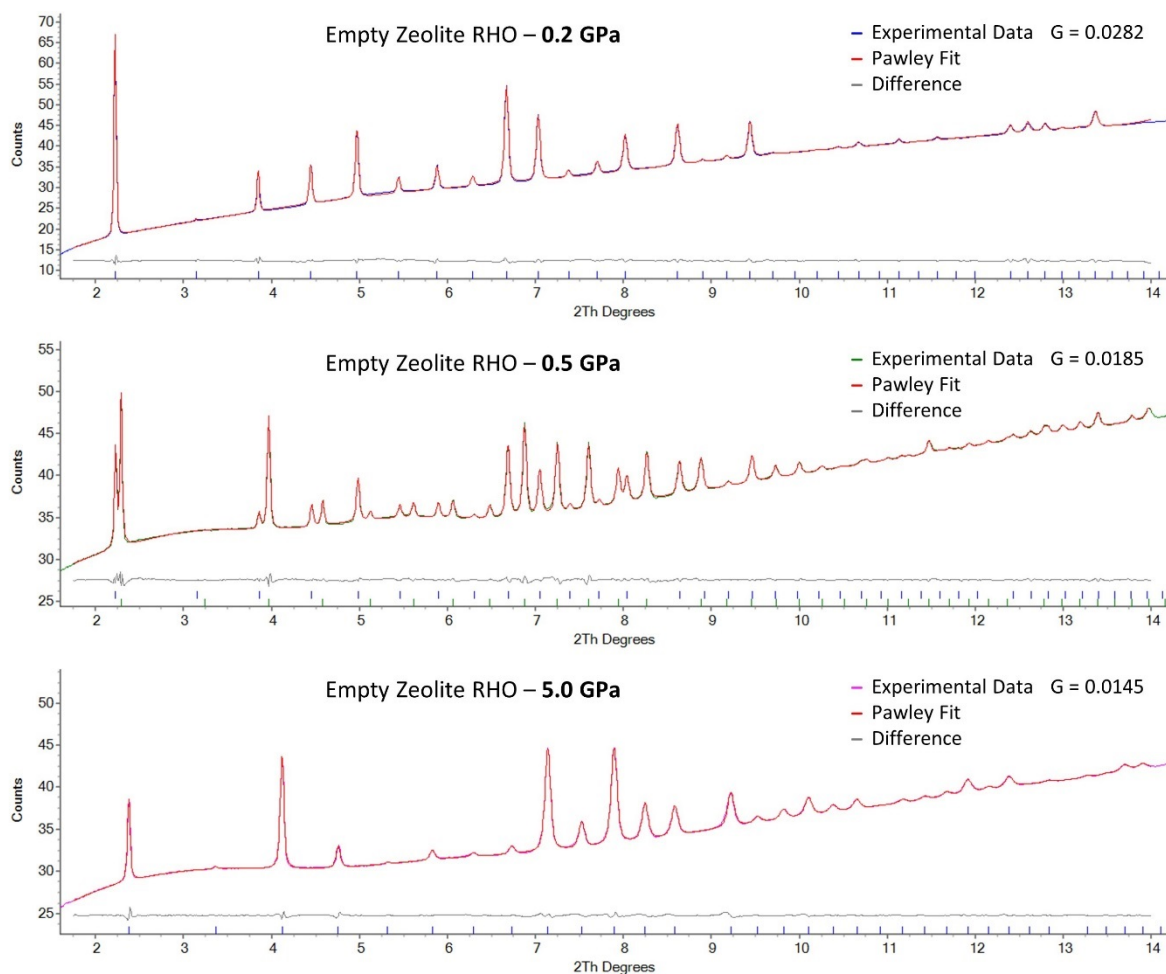 Empty Zeolite RHO – 0.2 GPa
Experimental Data G = 0.0282
Pawley Fit
Difference
Counts
70
65
60
55
50
45
40
35
30
25
20
15
10
2 3 4 5 6 7 8 9 10 11 12 13 14
2Th Degrees
Empty Zeolite RHO – 0.5 GPa
Experimental Data G = 0.0185
Pawley Fit
Difference
Counts
55
50
45
40
35
30
25
2 3 4 5 6 7 8 9 10 11 12 13 14
2Th Degrees
Empty Zeolite RHO – 5.0 GPa
Experimental Data G = 0.0145
Pawley Fit
Difference
Counts
50
45
40
35
30
25
2 3 4 5 6 7 8 9 10 11 12 13 14
2Th Degrees